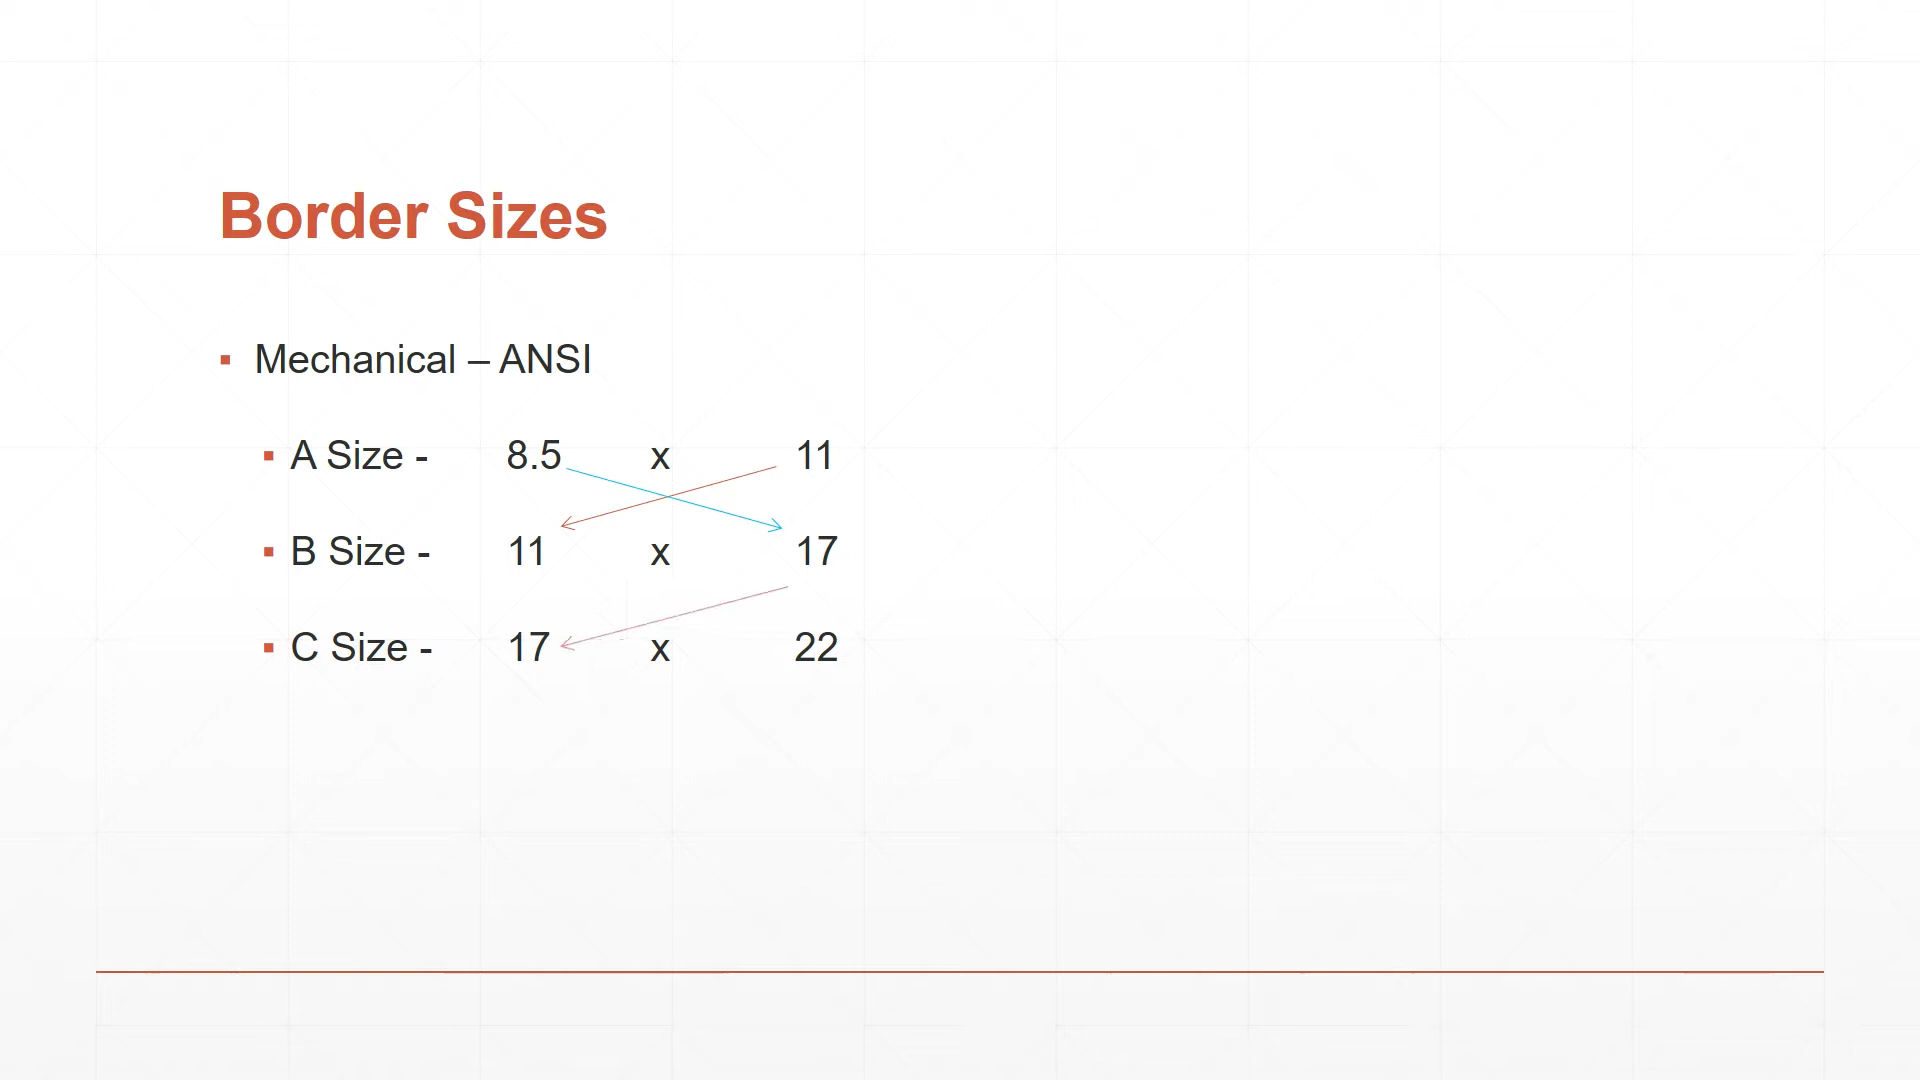 Border Sizes
▪ Mechanical – ANSI
▪ A Size - 8.5 x 11
▪ B Size - 11 x 17
▪ C Size - 17 x 22